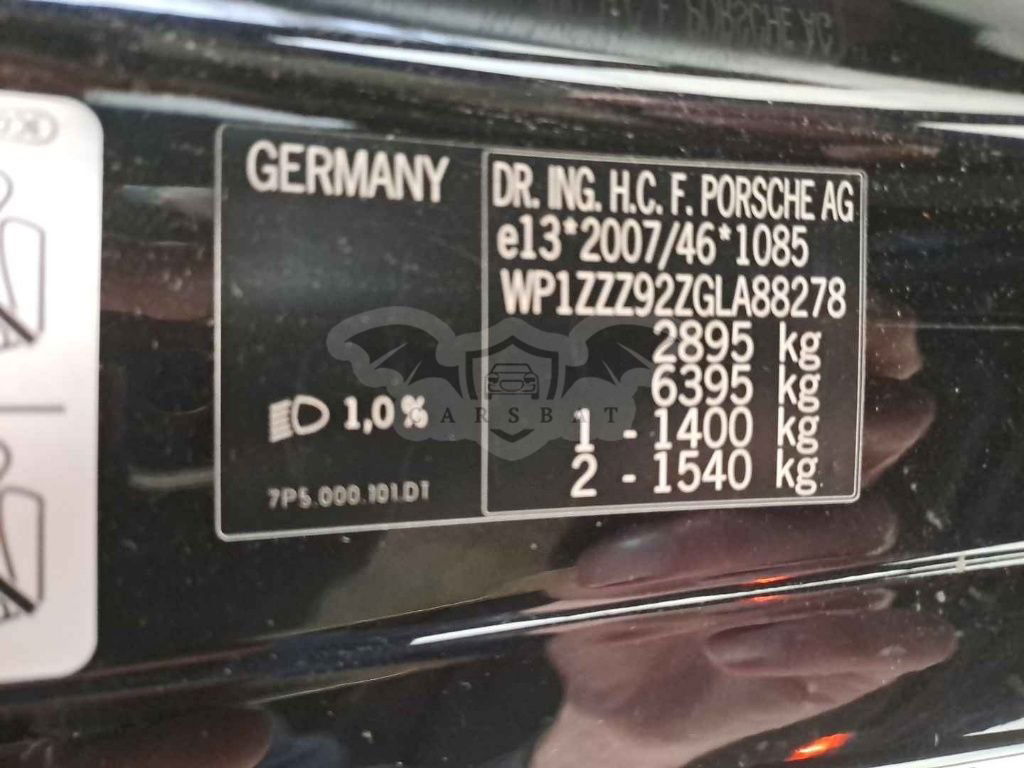 GERMANY
1,0%
7P5.000.101.DT
DR. ING. H.C. F. PORSCHE AG
e13*2007/46*1085
WP1ZZZ92ZGLA88278
2895 kg
6395 kg
1 - 1400 kg
2 - 1540 kg
CARSBAT